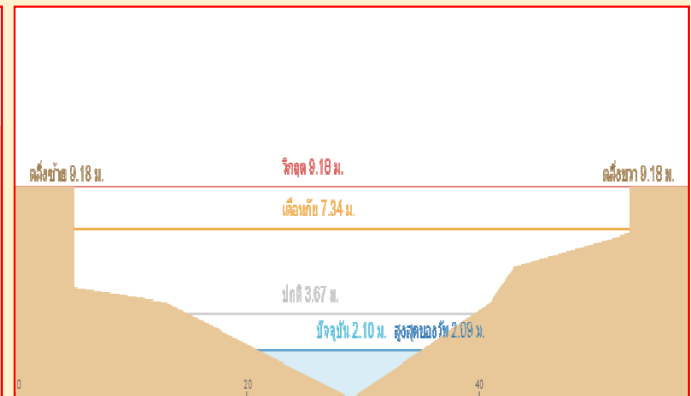 วิกฤต 9.18 ม.
ตลิ่งซ้าย 9.18 ม.
ตลิ่งขวา 9.18 ม.
เตือนภัย 7.34 ม.
ปกติ 3.67 ม.
ปัจจุบัน 2.10 ม. สูงสุดของวัน 2.09 ม.
0 20 40